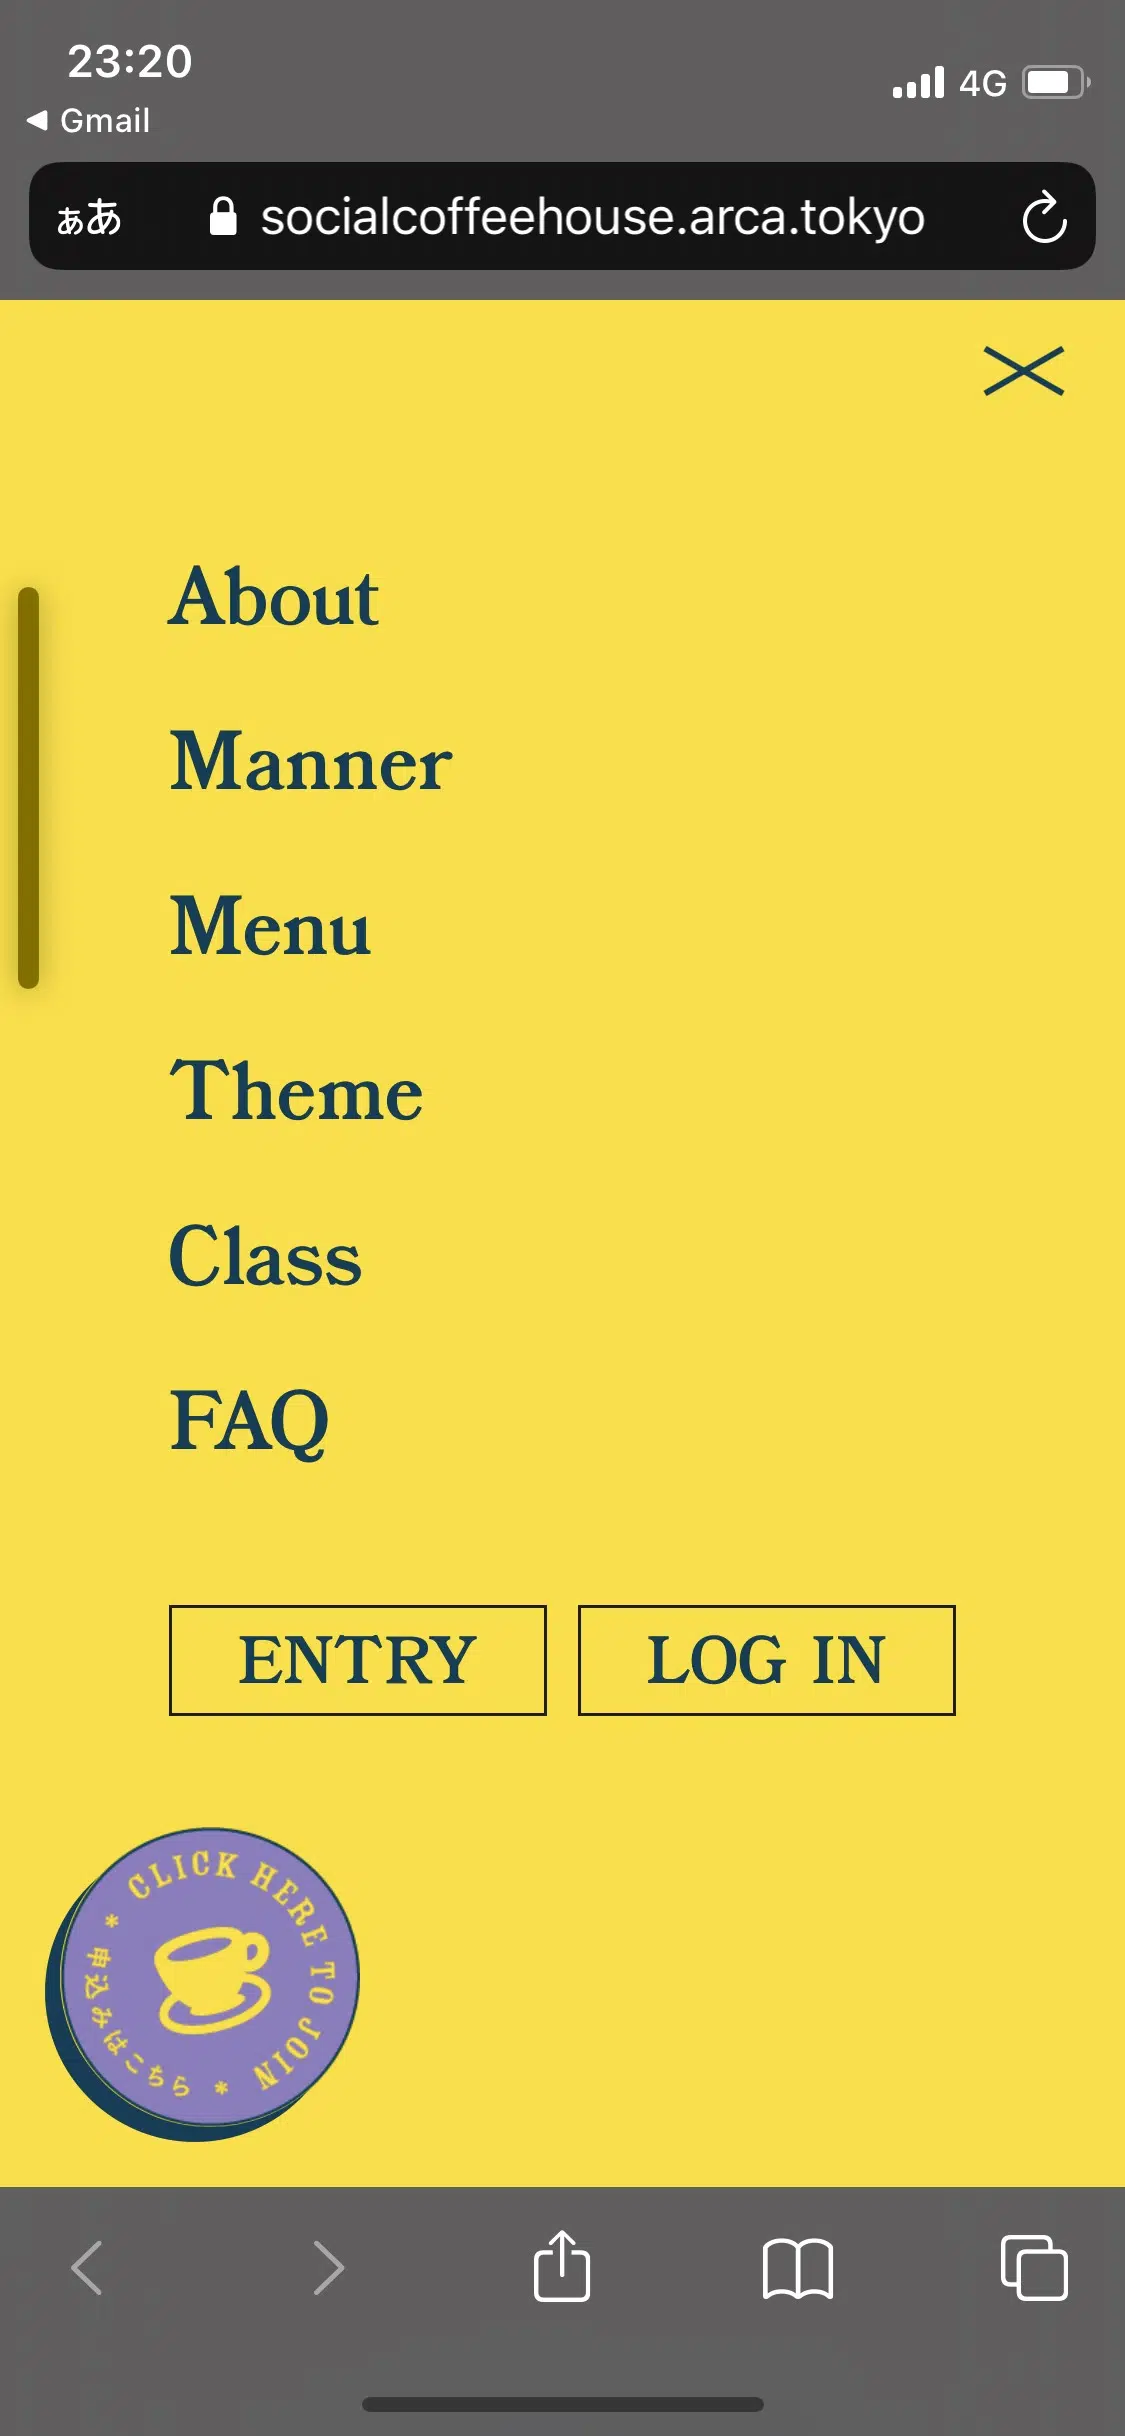 23:20
4G
Gmail
ぁあ socialcoffeehouse.arca.tokyo
About
Manner
Menu
Theme
Class
FAQ
ENTRY
LOG IN
* CLICK HERE TO JOIN
* 申込みはこちら